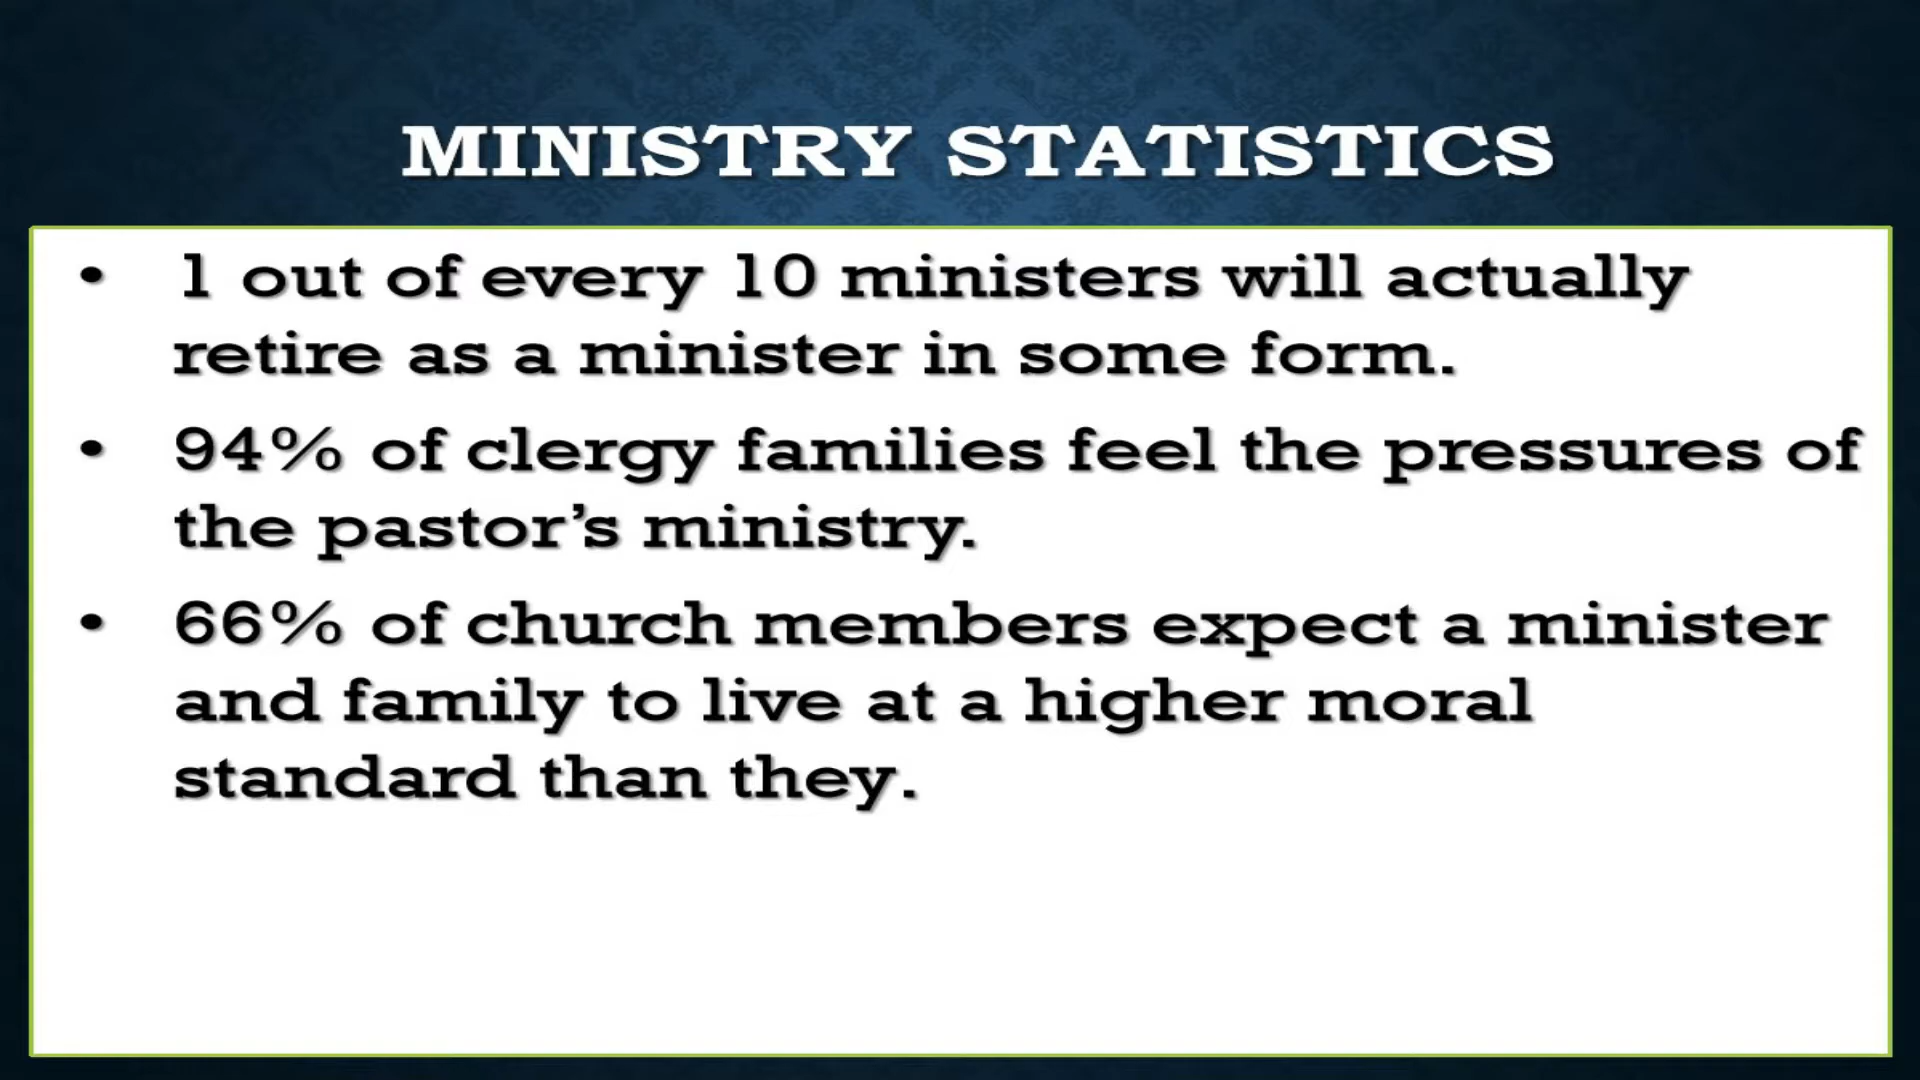 MINISTRY STATISTICS
• 1 out of every 10 ministers will actually
retire as a minister in some form.
• 94% of clergy families feel the pressures of
the pastor’s ministry.
• 66% of church members expect a minister
and family to live at a higher moral
standard than they.